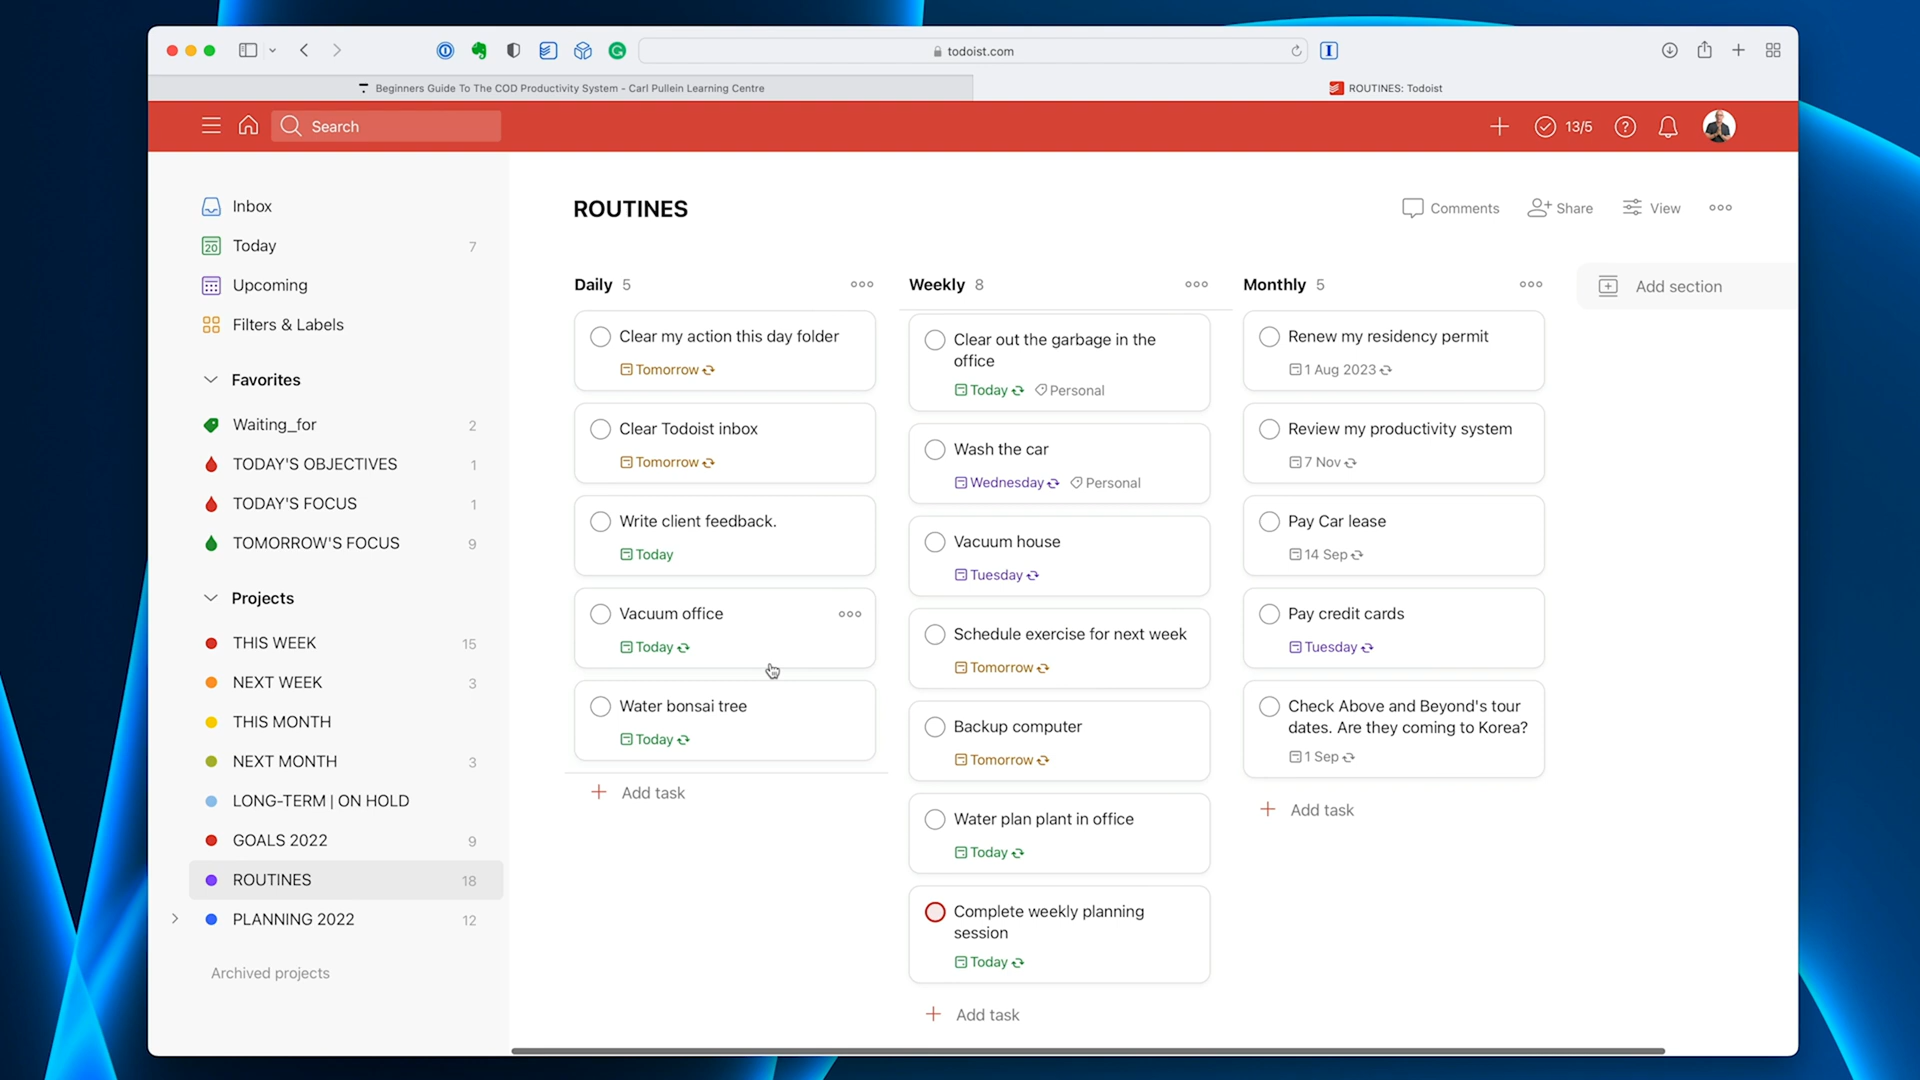 todoist.com
Beginners Guide To The COD Productivity System - Carl Pullein Learning Centre
ROUTINES: Todoist
Search
13/5
Inbox
20
Today
7
Upcoming
Filters & Labels
Favorites
Waiting_for
2
TODAY'S OBJECTIVES
1
TODAY'S FOCUS
1
TOMORROW'S FOCUS
9
Projects
THIS WEEK
15
NEXT WEEK
3
THIS MONTH
NEXT MONTH
3
LONG-TERM | ON HOLD
GOALS 2022
9
ROUTINES
18
PLANNING 2022
12
Archived projects
ROUTINES
Comments
Share
View
Daily 5
Clear my action this day folder
Tomorrow
Clear Todoist inbox
Tomorrow
Write client feedback.
Today
Vacuum office
Today
Water bonsai tree
Today
Add task
Weekly 8
Clear out the garbage in the
office
Today Personal
Wash the car
Wednesday Personal
Vacuum house
Tuesday
Schedule exercise for next week
Tomorrow
Backup computer
Tomorrow
Water plan plant in office
Today
Complete weekly planning
session
Today
Add task
Monthly 5
Renew my residency permit
1 Aug 2023
Review my productivity system
7 Nov
Pay Car lease
14 Sep
Pay credit cards
Tuesday
Check Above and Beyond's tour
dates. Are they coming to Korea?
1 Sep
Add task
Add section